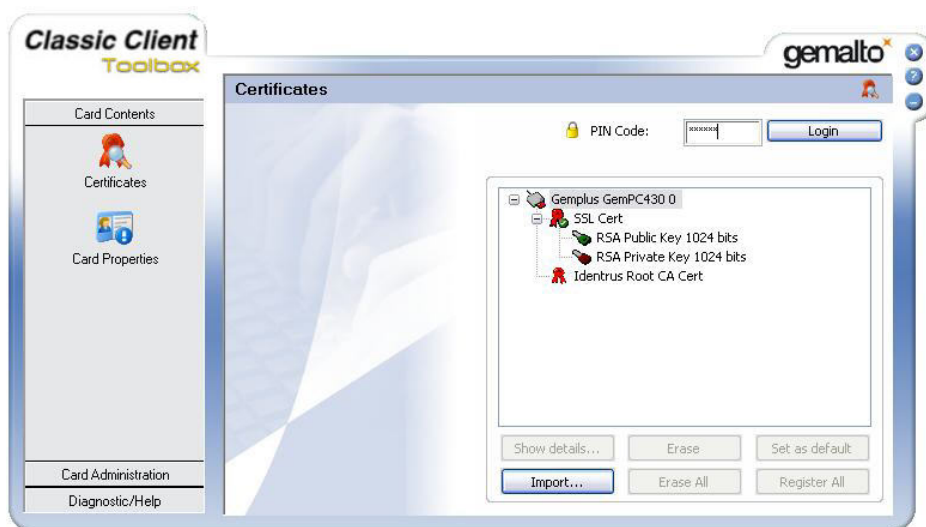 Classic Client
Toolbox
gemalto
Certificates
Card Contents
Certificates
Card Properties
Card Administration
Diagnostic/Help
PIN Code:
xxxxxx
Login
Gemplus GemPC430 0
SSL Cert
RSA Public Key 1024 bits
RSA Private Key 1024 bits
Identrus Root CA Cert
Show details...
Erase
Set as default
Import...
Erase All
Register All